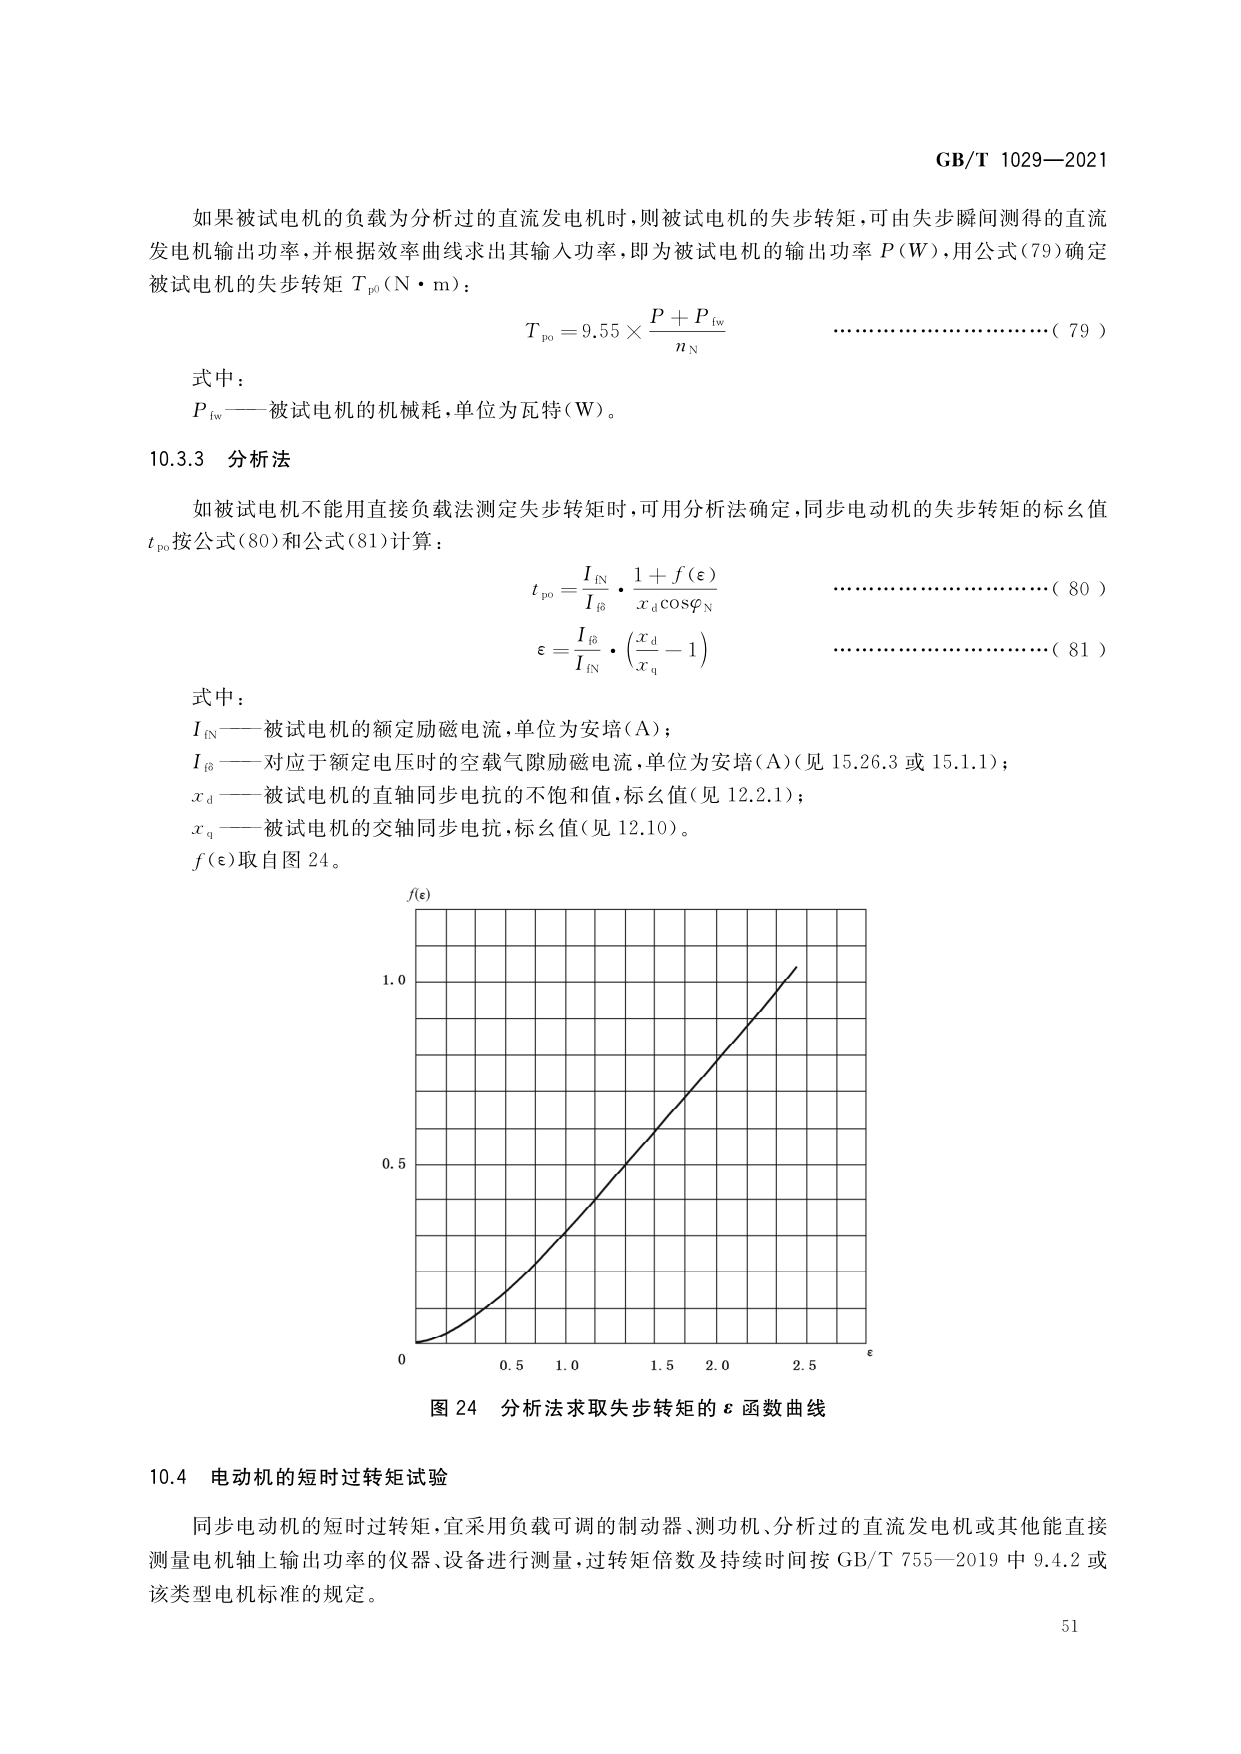 GB/T 1029—2021
如果被试电机的负载为分析过的直流发电机时,则被试电机的失步转矩,可由失步瞬间测得的直流
发电机输出功率,并根据效率曲线求出其输入功率,即为被试电机的输出功率 P(W),用公式(79)确定
被试电机的失步转矩 T_p0(N·m):
T_po = 9.55 × (P + P_fw)/n_N …………………………( 79 )
式中:
P_fw——被试电机的机械耗,单位为瓦特(W)。
10.3.3 分析法
如被试电机不能用直接负载法测定失步转矩时,可用分析法确定,同步电动机的失步转矩的标幺值
t_po按公式(80)和公式(81)计算:
t_po = I_fN/I_fδ · (1 + f(ε))/(x_d cosφ_N) …………………………( 80 )
ε = I_fδ/I_fN · (x_d/x_q − 1) …………………………( 81 )
式中:
I_fN——被试电机的额定励磁电流,单位为安培(A);
I_fδ——对应于额定电压时的空载气隙励磁电流,单位为安培(A)(见 15.26.3 或 15.1.1);
x_d——被试电机的直轴同步电抗的不饱和值,标幺值(见 12.2.1);
x_q——被试电机的交轴同步电抗,标幺值(见 12.10)。
f(ε)取自图 24。
f(ε)
1.0
0.5
0
0.5 1.0 1.5 2.0 2.5 ε
图 24 分析法求取失步转矩的 ε 函数曲线
10.4 电动机的短时过转矩试验
同步电动机的短时过转矩,宜采用负载可调的制动器、测功机、分析过的直流发电机或其他能直接
测量电机轴上输出功率的仪器、设备进行测量,过转矩倍数及持续时间按 GB/T 755—2019 中 9.4.2 或
该类型电机标准的规定。
51